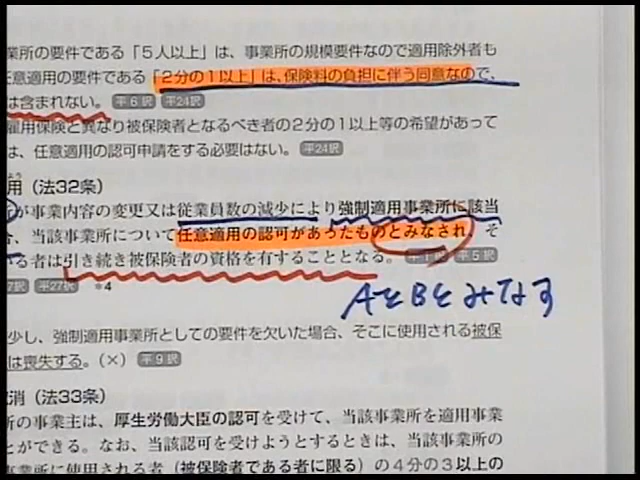 業所の要件である「5人以上」は、事業所の規模要件なので適用除外者も
任意適用の要件である「2分の1以上」は、保険料の負担に伴う同意なので、
は含まれない。 平6択 平24択
雇用保険と異なり被保険者となるべき者の2分の1以上等の希望があって
は、任意適用の認可申請をする必要はない。 平24択
用(法32条)
が事業内容の変更又は従業員数の減少により強制適用事業所に該当
合、当該事業所について任意適用の認可があったものとみなされ、そ
る者は引き続き被保険者の資格を有することとなる。 平1択 平5択
択 平27択 *4
AをBとみなす
少し、強制適用事業所としての要件を欠いた場合、そこに使用される被保
は喪失する。(×) 平9択
消(法33条)
所の事業主は、厚生労働大臣の認可を受けて、当該事業所を適用事業
とができる。なお、当該認可を受けようとするときは、当該事業所の
事業所に使用される者(被保険者である者に限る)の4分の3以上の